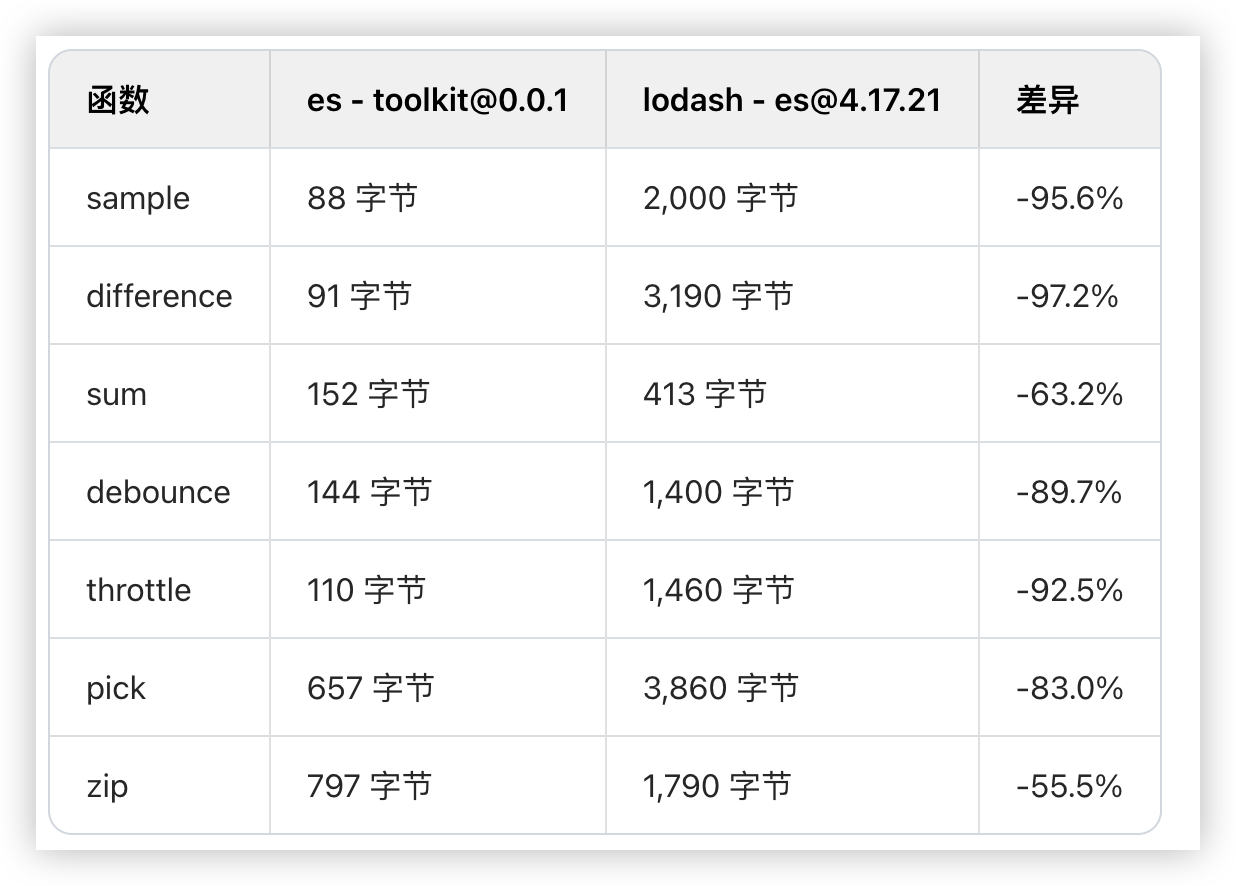 函数 es - toolkit@0.0.1 lodash - es@4.17.21 差异
sample 88 字节 2,000 字节 -95.6%
difference 91 字节 3,190 字节 -97.2%
sum 152 字节 413 字节 -63.2%
debounce 144 字节 1,400 字节 -89.7%
throttle 110 字节 1,460 字节 -92.5%
pick 657 字节 3,860 字节 -83.0%
zip 797 字节 1,790 字节 -55.5%